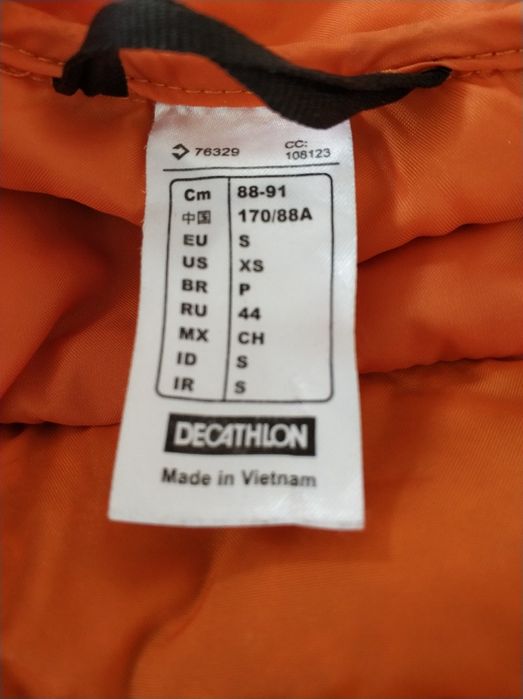 76329 CC:
108123
Cm 88-91
中国 170/88A
EU S
US XS
BR P
RU 44
MX CH
ID S
IR S
DECATHLON
Made in Vietnam